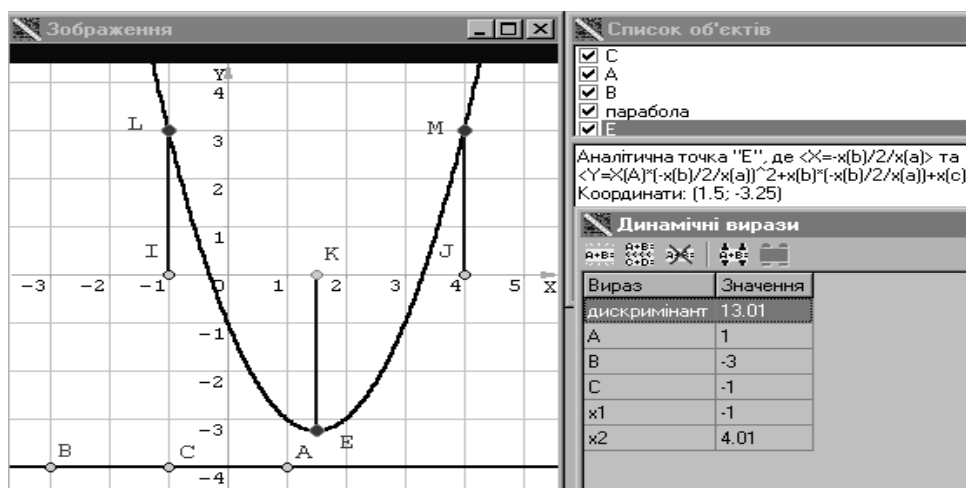 Зображення
Y
4
3
2
1
-1
-2
-3
-4
-3 -2 -1 0 1 2 3 4 5 X
L
M
I
K
J
E
B C A
Список об'єктів
C
A
B
парабола
E
Аналітична точка "E", де <X=-x(b)/2/x(a)> та
<Y=X(A)*(-x(b)/2/x(a))^2+x(b)*(-x(b)/2/x(a))+x(c)
Координати: (1.5; -3.25)
Динамічні вирази
Вираз Значення
дискримінант 13.01
A 1
B -3
C -1
x1 -1
x2 4.01